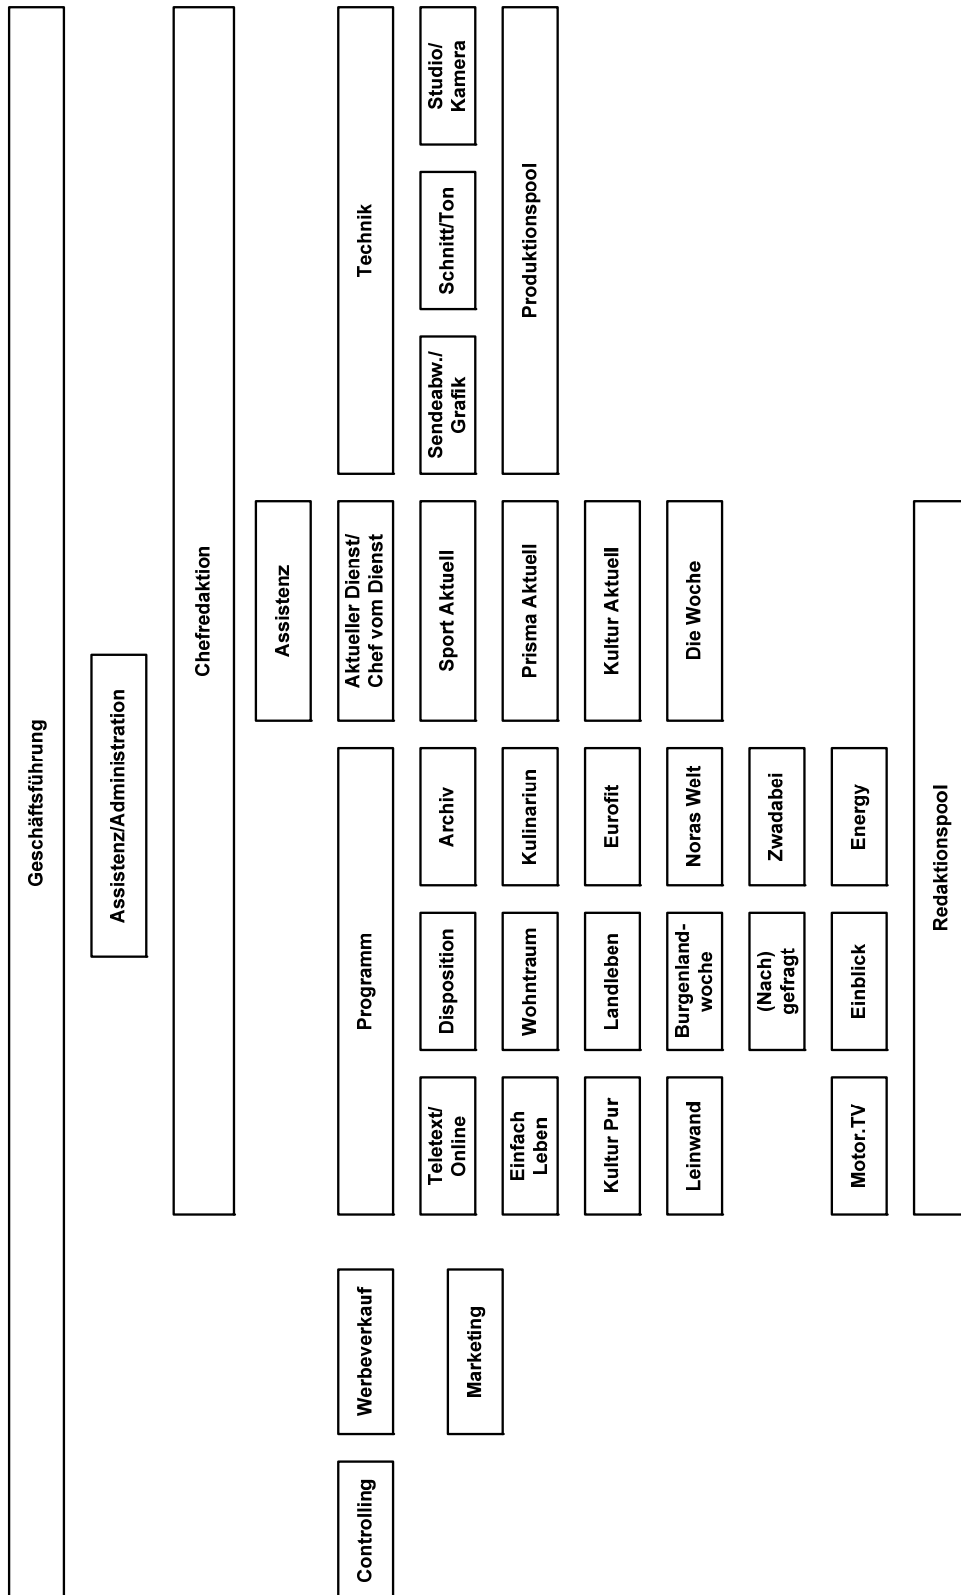 Geschäftsführung
Assistenz/Administration
Chefredaktion
Assistenz
Controlling
Werbeverkauf
Programm
Aktueller Dienst/
Chef vom Dienst
Technik
Marketing
Teletext/
Online
Disposition
Archiv
Sport Aktuell
Sendeabw./
Grafik
Schnitt/Ton
Studio/
Kamera
Einfach
Leben
Wohntraum
Kulinariun
Prisma Aktuell
Produktionspool
Kultur Pur
Landleben
Eurofit
Kultur Aktuell
Leinwand
Burgenland-
woche
Noras Welt
Die Woche
(Nach)
gefragt
Zwadabei
Motor.TV
Einblick
Energy
Redaktionspool